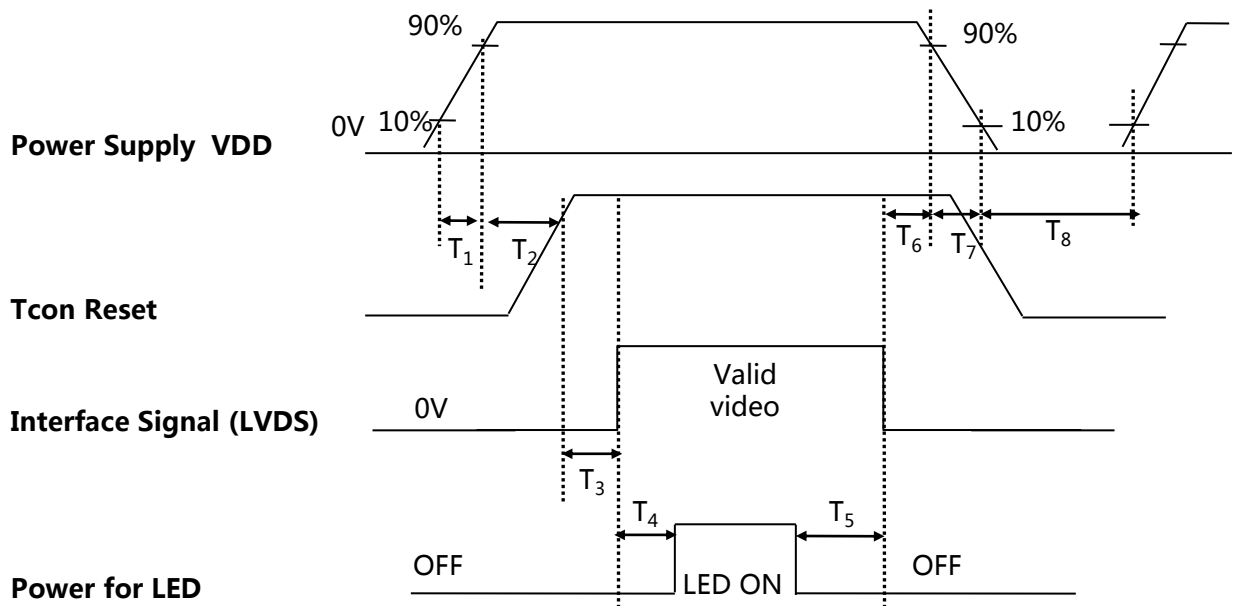 90%
90%
0V 10%
10%
Power Supply VDD
T₁
T₂
T₆
T₇
T₈
Tcon Reset
Valid
video
Interface Signal (LVDS)
0V
T₃
T₄
T₅
OFF
LED ON
OFF
Power for LED